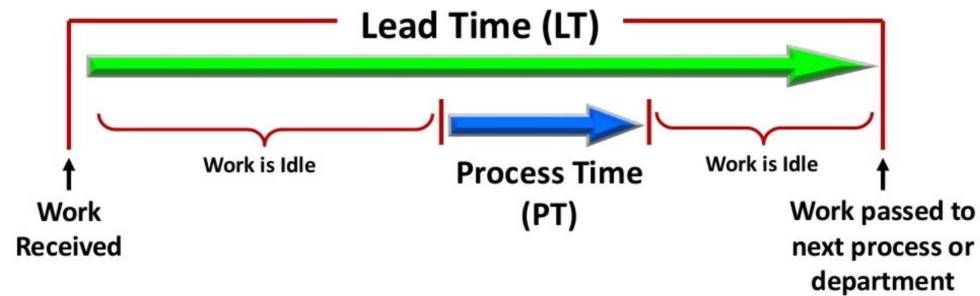 Lead Time (LT)
Work is Idle
Process Time
(PT)
Work is Idle
Work
Received
Work passed to
next process or
department